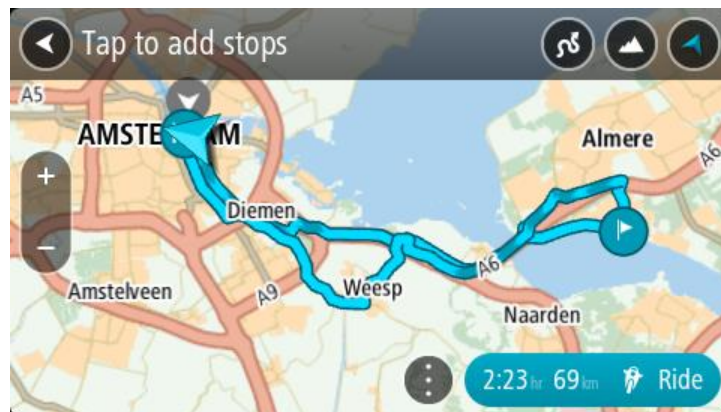 Tap to add stops
A5
AMSTE M
Almere
A6
+
Diemen
−
A6
Amstelveen
A9
Weesp
Naarden
2:23 hr 69 km Ride